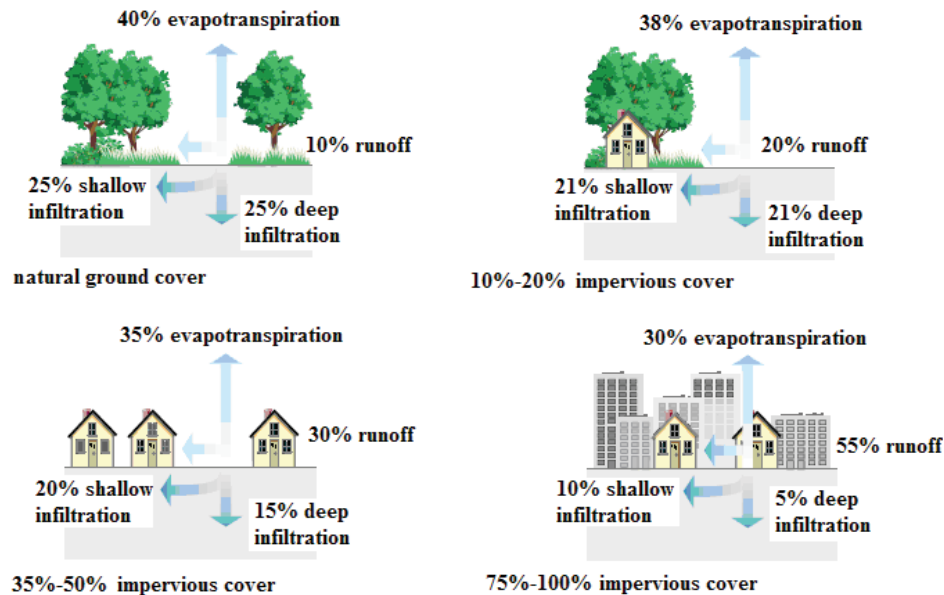 40% evapotranspiration
10% runoff
25% shallow
infiltration
25% deep
infiltration
natural ground cover
38% evapotranspiration
20% runoff
21% shallow
infiltration
21% deep
infiltration
10%-20% impervious cover
35% evapotranspiration
30% runoff
20% shallow
infiltration
15% deep
infiltration
35%-50% impervious cover
30% evapotranspiration
55% runoff
10% shallow
infiltration
5% deep
infiltration
75%-100% impervious cover